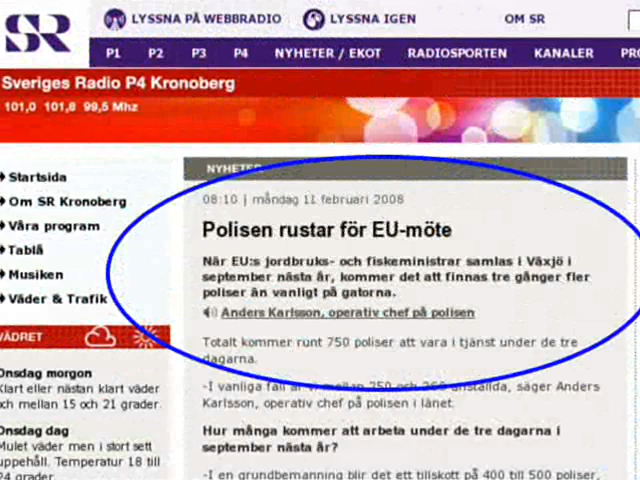 SR LYSSNA PÅ WEBBRADIO LYSSNA IGEN OM SR
P1 P2 P3 P4 NYHETER / EKOT RADIOSPORTEN KANALER PRO
Sveriges Radio P4 Kronoberg
101,0 101,8 99,5 Mhz
Startsida
Om SR Kronoberg
Våra program
Tablå
Musiken
Väder & Trafik
VÄDRET
Onsdag morgon
Klart eller nästan klart väder
och mellan 15 och 21 grader.
Onsdag dag
Mulet väder men i stort sett
uppehåll. Temperatur 18 till
24 grader.
NYHETER
08:10 | måndag 11 februari 2008
Polisen rustar för EU-möte
När EU:s jordbruks- och fiskeministrar samlas i Växjö i
september nästa år, kommer det att finnas tre gånger fler
poliser än vanligt på gatorna.
Anders Karlsson, operativ chef på polisen
Totalt kommer runt 750 poliser att vara i tjänst under de tre
dagarna.
-I vanliga fall är vi mellan 250 och 260 anställda, säger Anders
Karlsson, operativ chef på polisen i länet.
Hur många kommer att arbeta under de tre dagarna i
september nästa år?
-I en grundbemanning blir det ett tillskott på 400 till 500 poliser,